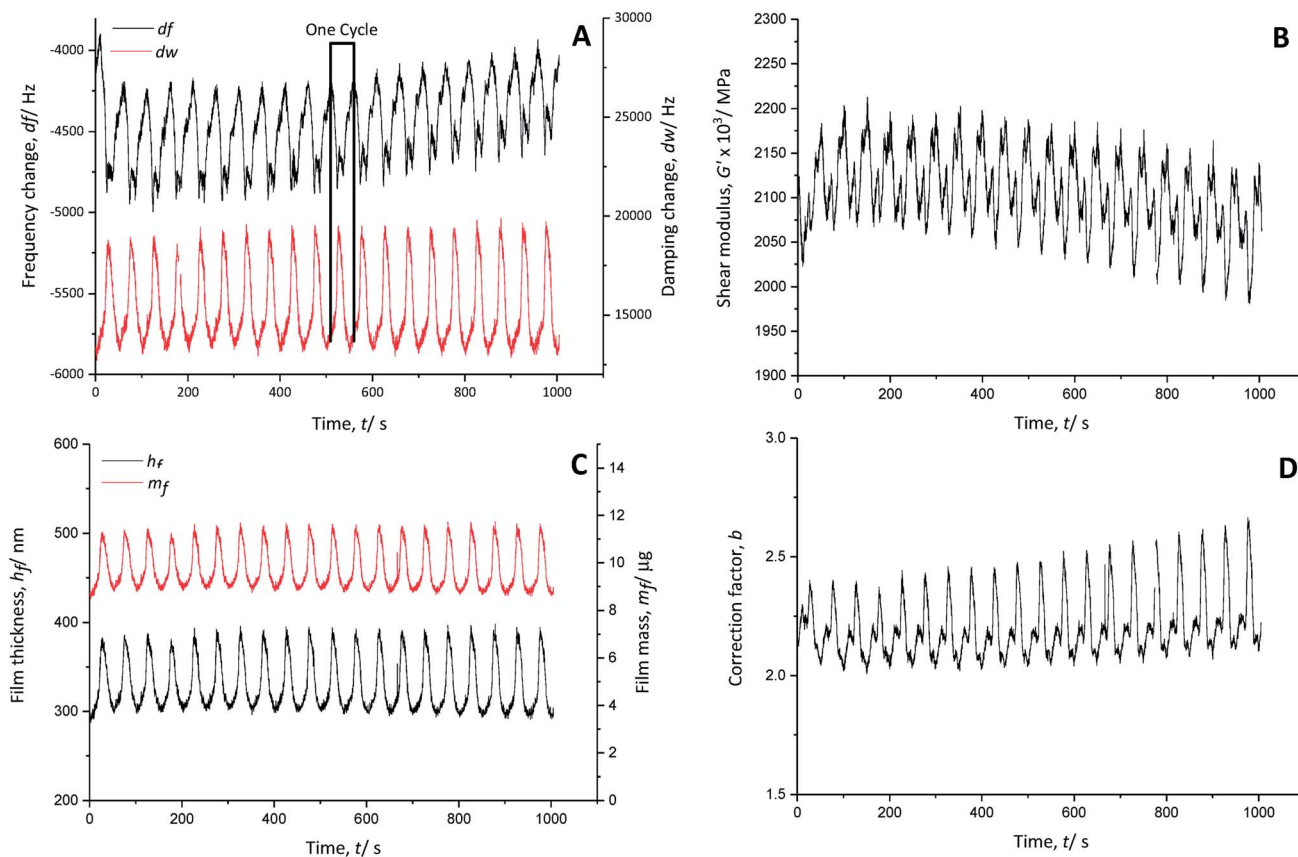 df
dw
One Cycle
A
Frequency change, df/ Hz
-4000
-4500
-5000
-5500
-6000
30000
25000
20000
15000
Damping change, dw/ Hz
0 200 400 600 800 1000
Time, t/ s
B
Shear modulus, G' x 10³/ MPa
2300
2250
2200
2150
2100
2050
2000
1950
1900
0 200 400 600 800 1000
Time, t/ s
hf
mf
C
Film thickness, hf/ nm
600
500
400
300
200
14
12
10
8
6
4
2
0
Film mass, mf/ μg
0 200 400 600 800 1000
Time, t/ s
D
Correction factor, b
3.0
2.5
2.0
1.5
0 200 400 600 800 1000
Time, t/ s